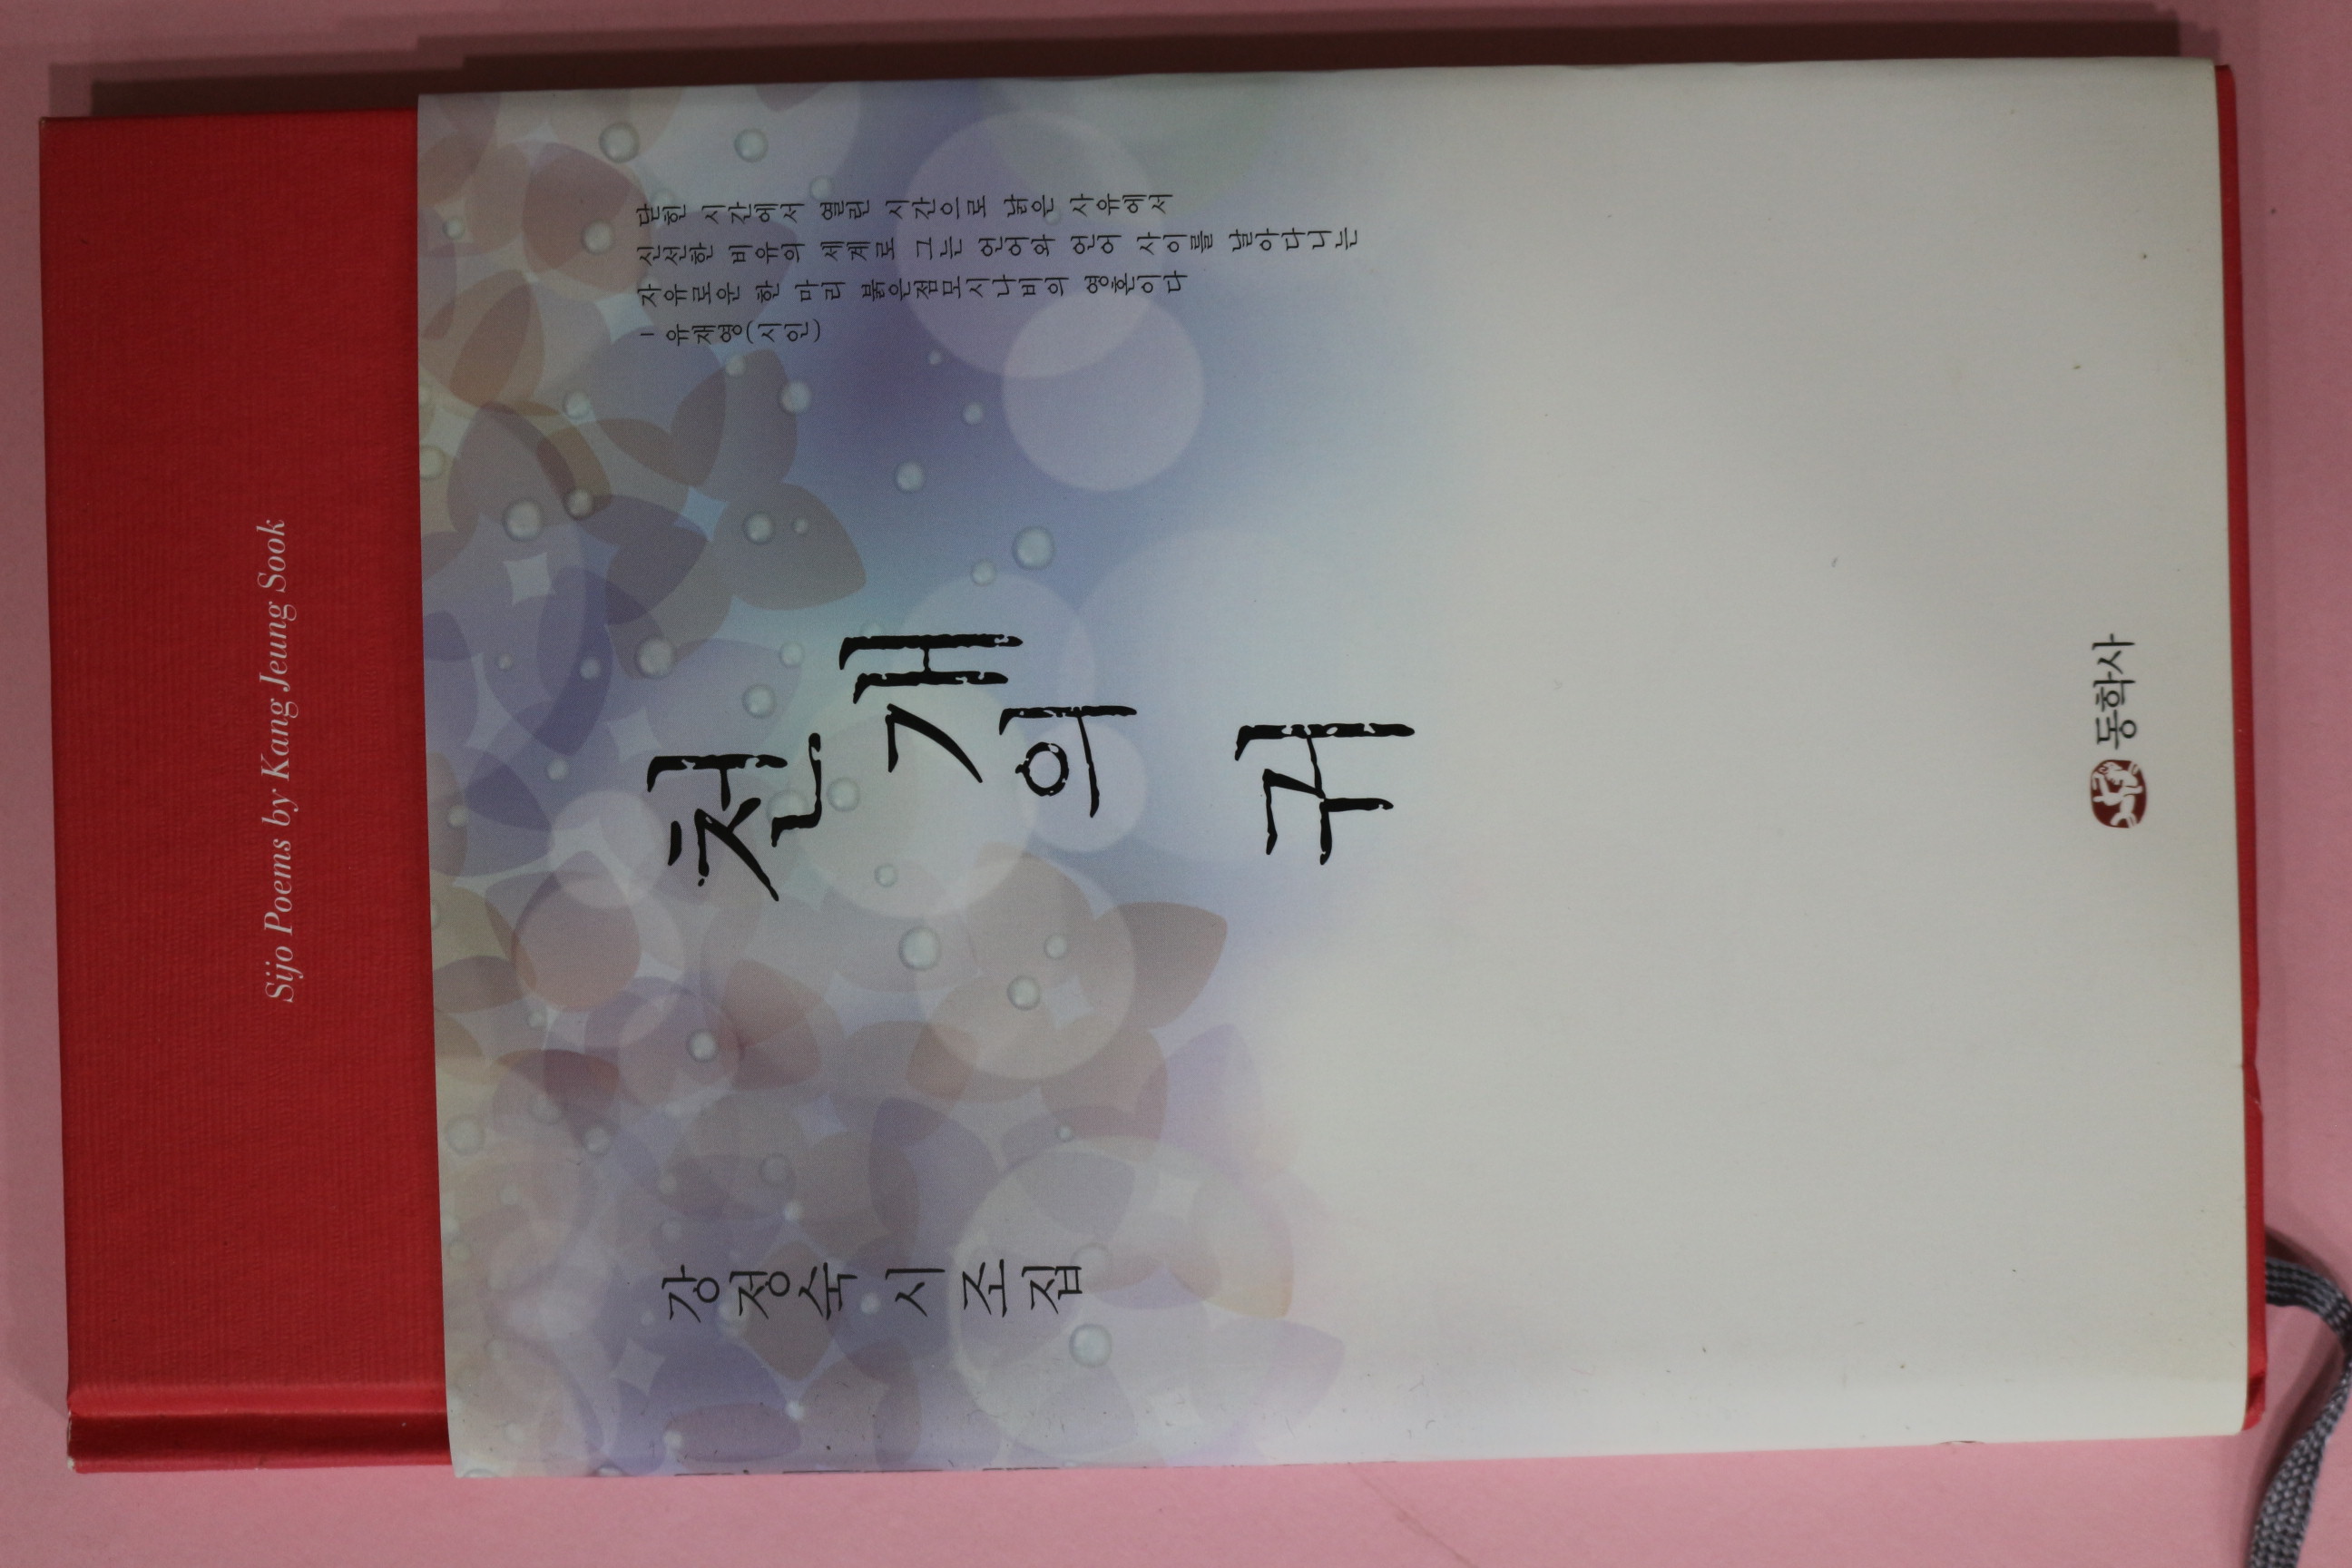 Sijo Poems by Kang Jeung Sook
닫힌 시간에서 열린 시간으로 낡은 사유에서
신선한 비유의 세계로 그는 언어와 언어 사이를 날아다니는
자유로운 한 마리 붉은점모시나비의 영혼이다
- 유재영(시인)
천 개의 귀
강정숙 시조집
동학사